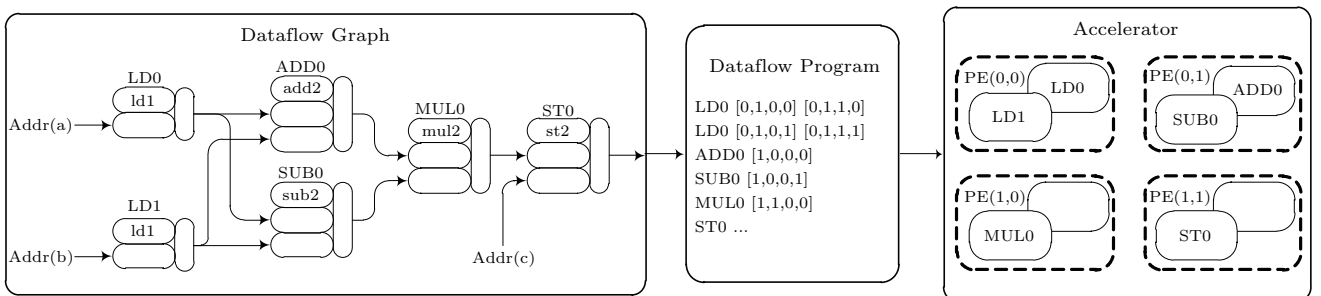 Dataflow Graph
LD0
ld1
Addr(a)
LD1
ld1
Addr(b)
ADD0
add2
SUB0
sub2
MUL0
mul2
ST0
st2
Addr(c)
Dataflow Program
LD0 [0,1,0,0] [0,1,1,0]
LD0 [0,1,0,1] [0,1,1,1]
ADD0 [1,0,0,0]
SUB0 [1,0,0,1]
MUL0 [1,1,0,0]
ST0 ...
Accelerator
PE(0,0)
LD0
LD1
PE(0,1)
ADD0
SUB0
PE(1,0)
MUL0
PE(1,1)
ST0